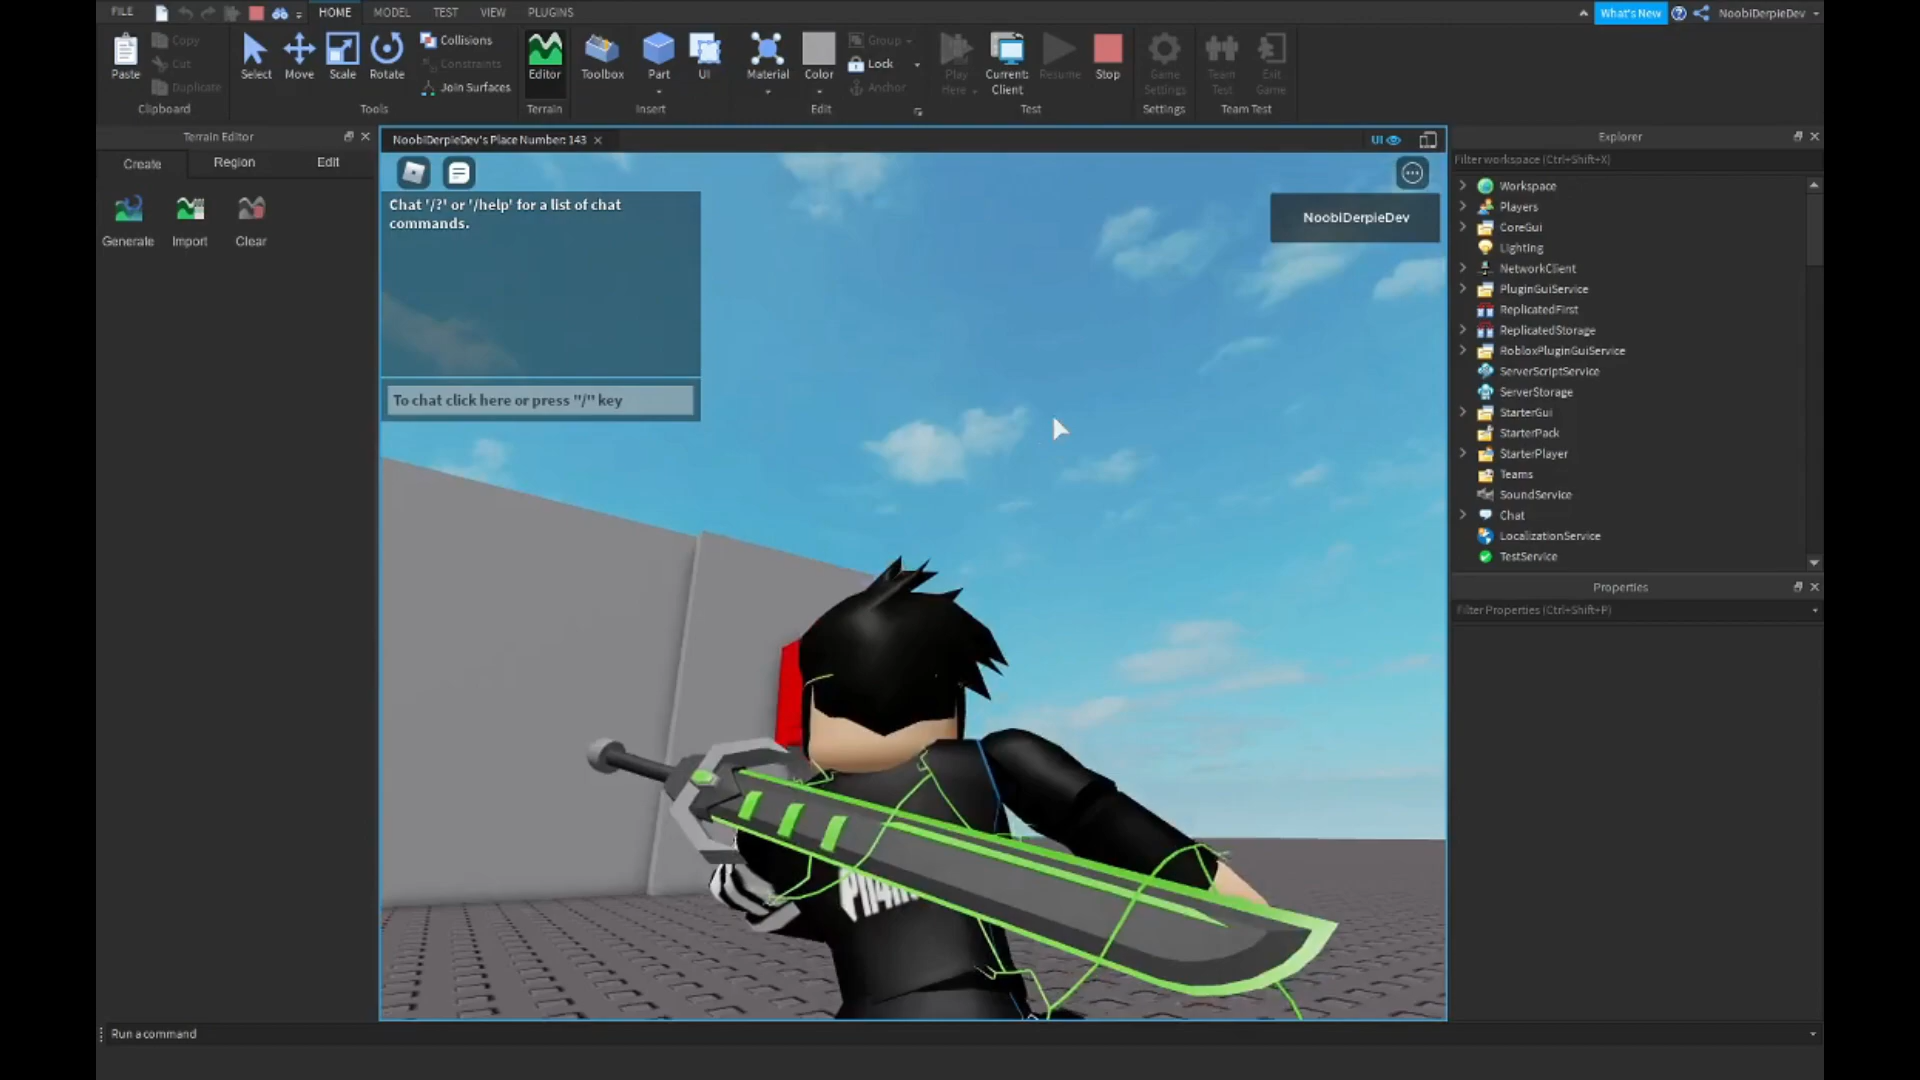 FILE HOME MODEL TEST VIEW PLUGINS What's New NoobiDerpieDev
Paste Copy Cut Duplicate
Clipboard
Select Move Scale Rotate Collisions Constraints Join Surfaces
Tools
Editor
Terrain
Toolbox Part UI
Insert
Material Color Group Lock Anchor
Edit
Play Here Current: Client Resume Stop
Test
Game Settings
Settings
Team Test Exit Game
Team Test
Terrain Editor
Create Region Edit
Generate Import Clear
NoobiDerpieDev's Place Number: 143
UI
Chat '/?' or '/help' for a list of chat
commands.
To chat click here or press "/" key
NoobiDerpieDev
Explorer
Filter workspace (Ctrl+Shift+X)
Workspace
Players
CoreGui
Lighting
NetworkClient
PluginGuiService
ReplicatedFirst
ReplicatedStorage
RobloxPluginGuiService
ServerScriptService
ServerStorage
StarterGui
StarterPack
StarterPlayer
Teams
SoundService
Chat
LocalizationService
TestService
Properties
Filter Properties (Ctrl+Shift+P)
Run a command